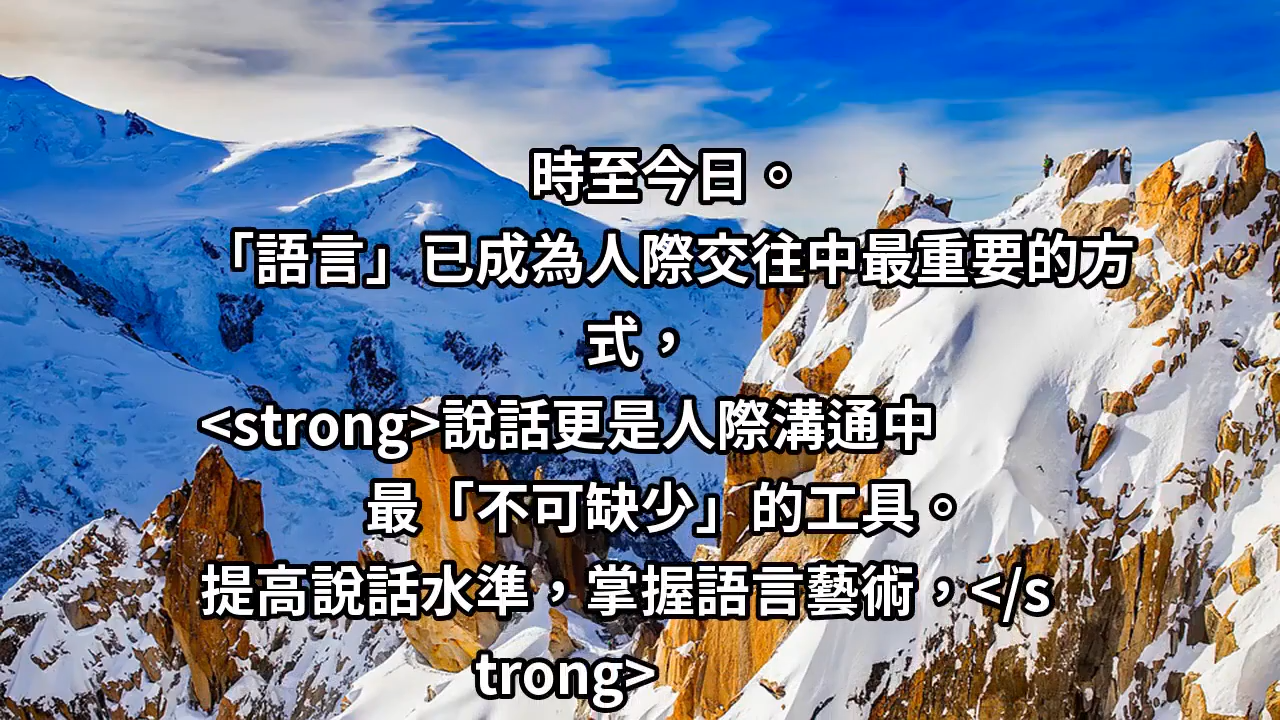 時至今日。
「語言」已成為人際交往中最重要的方
式，
<strong>說話更是人際溝通中
最「不可缺少」的工具。
提高說話水準，掌握語言藝術，</s
trong>